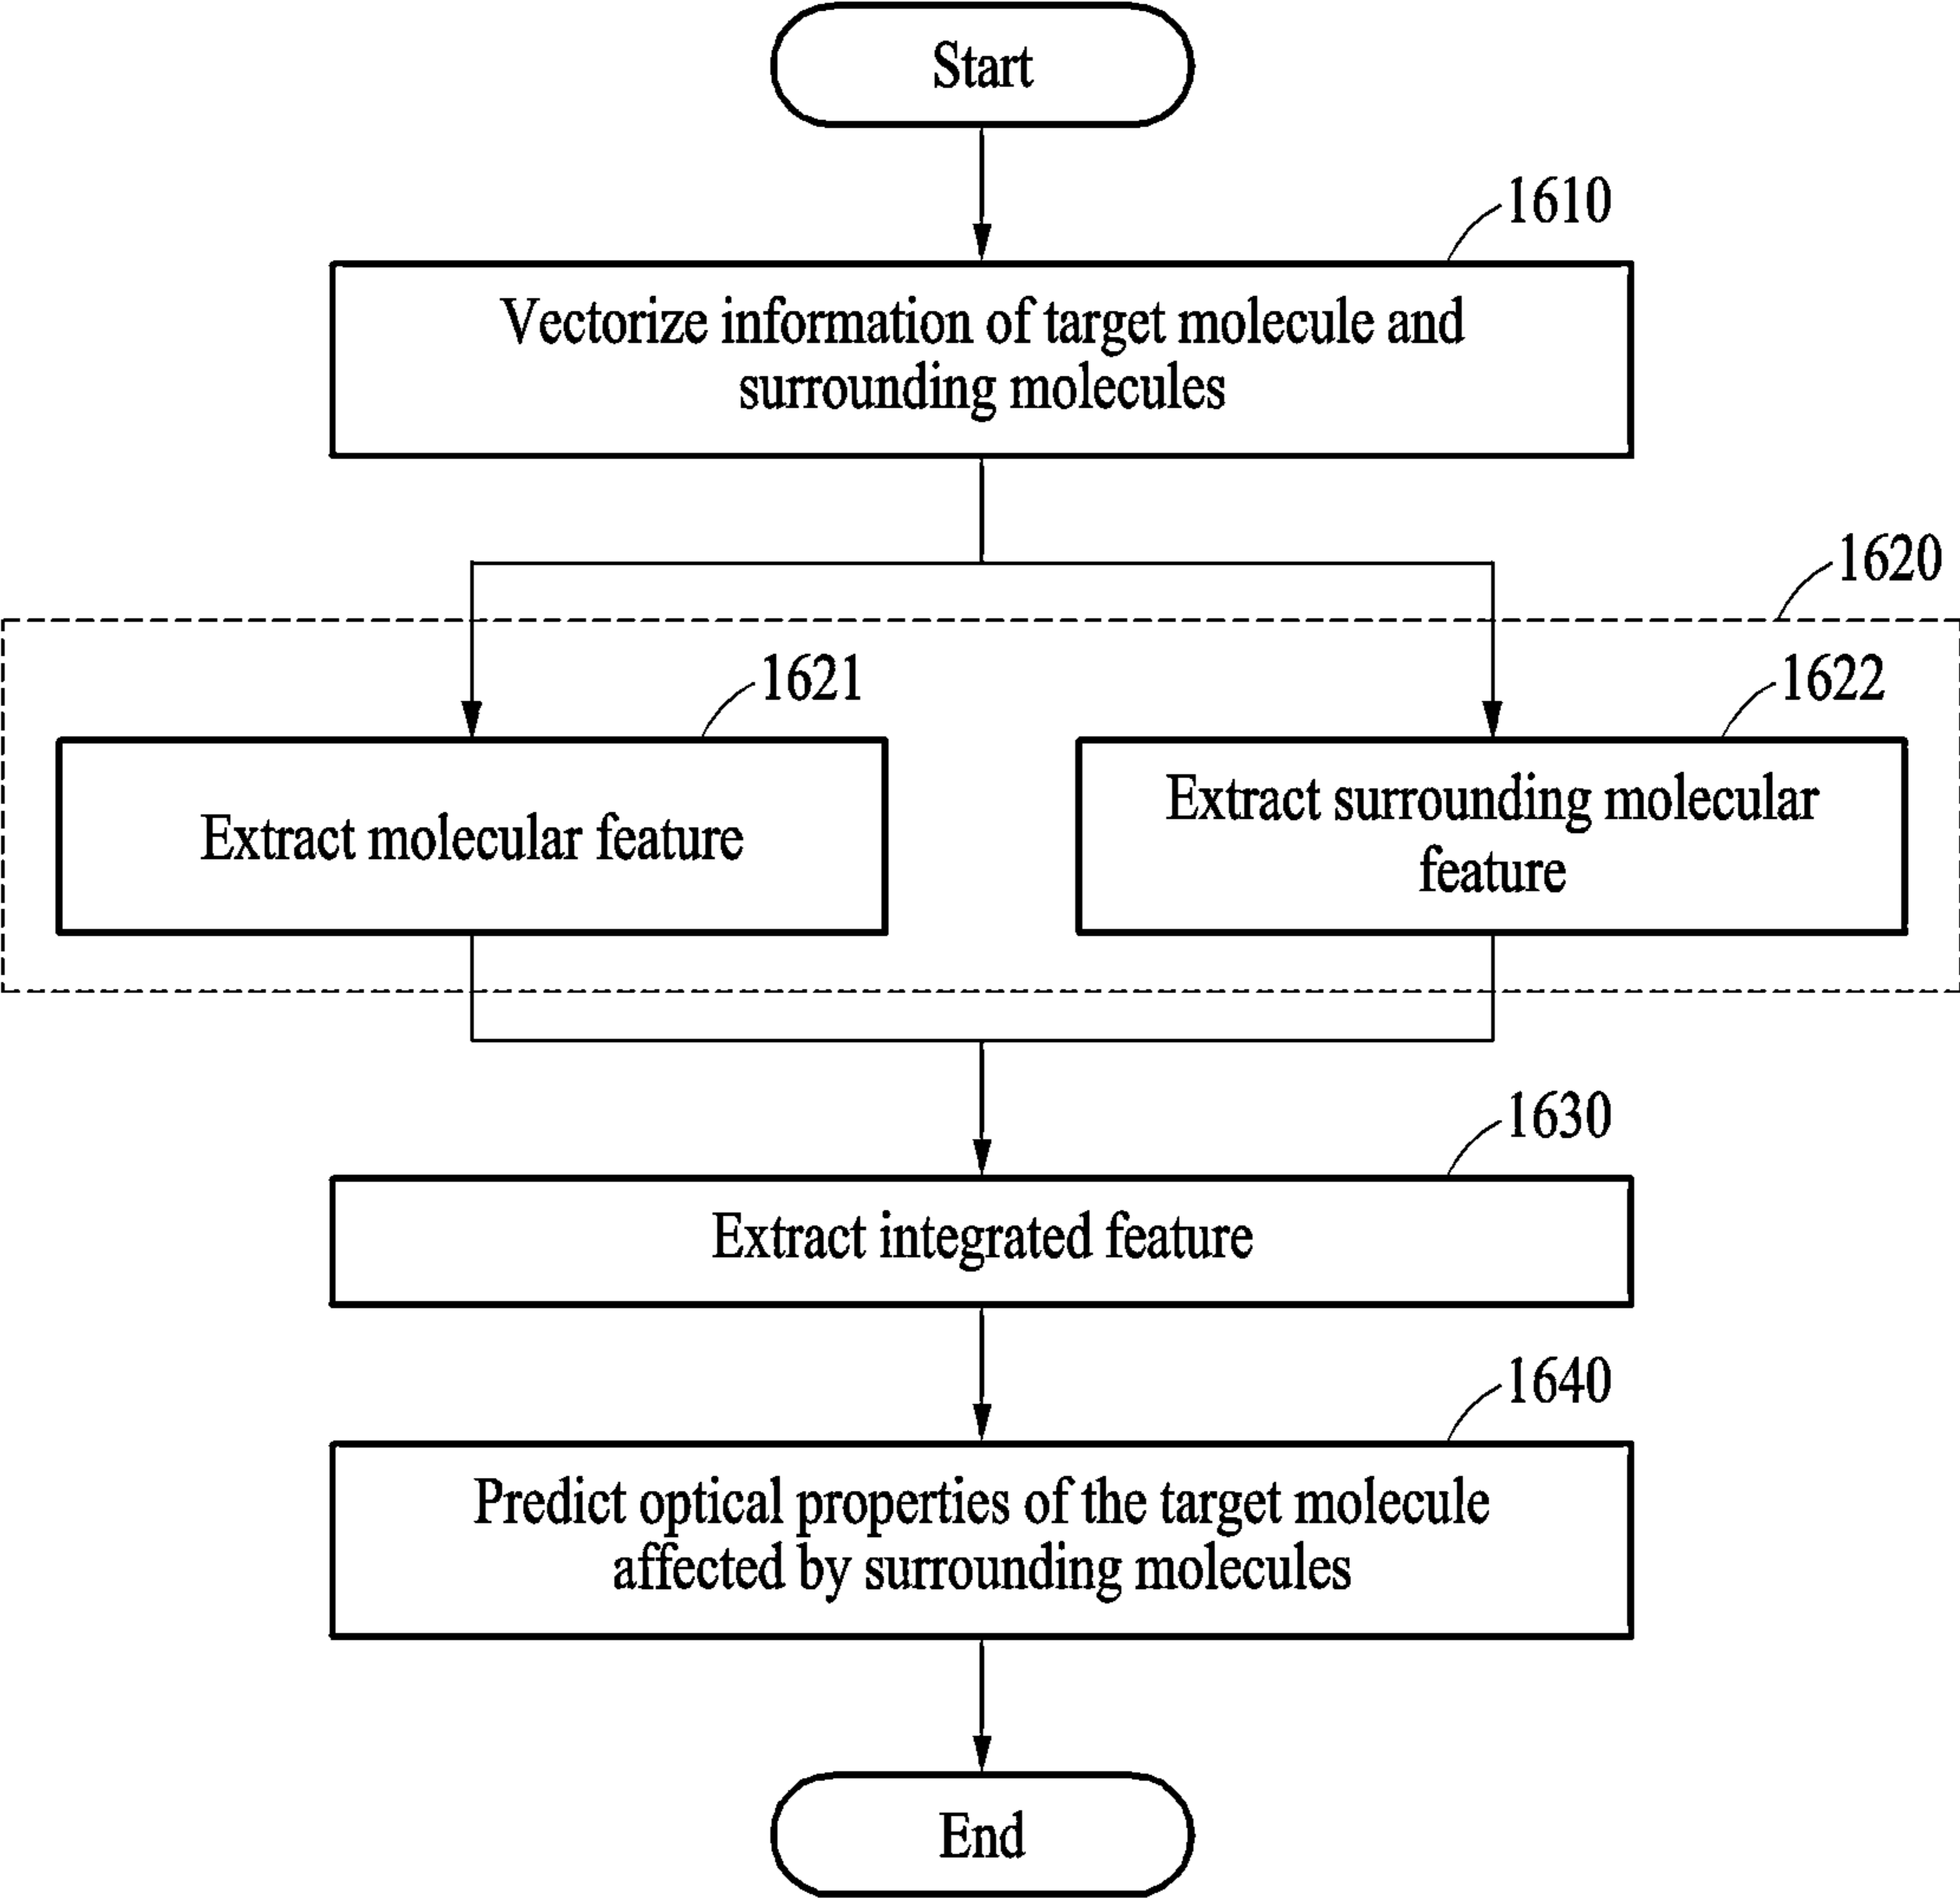 Start
1610
Vectorize information of target molecule and
surrounding molecules
1620
1621
Extract molecular feature
1622
Extract surrounding molecular
feature
1630
Extract integrated feature
1640
Predict optical properties of the target molecule
affected by surrounding molecules
End